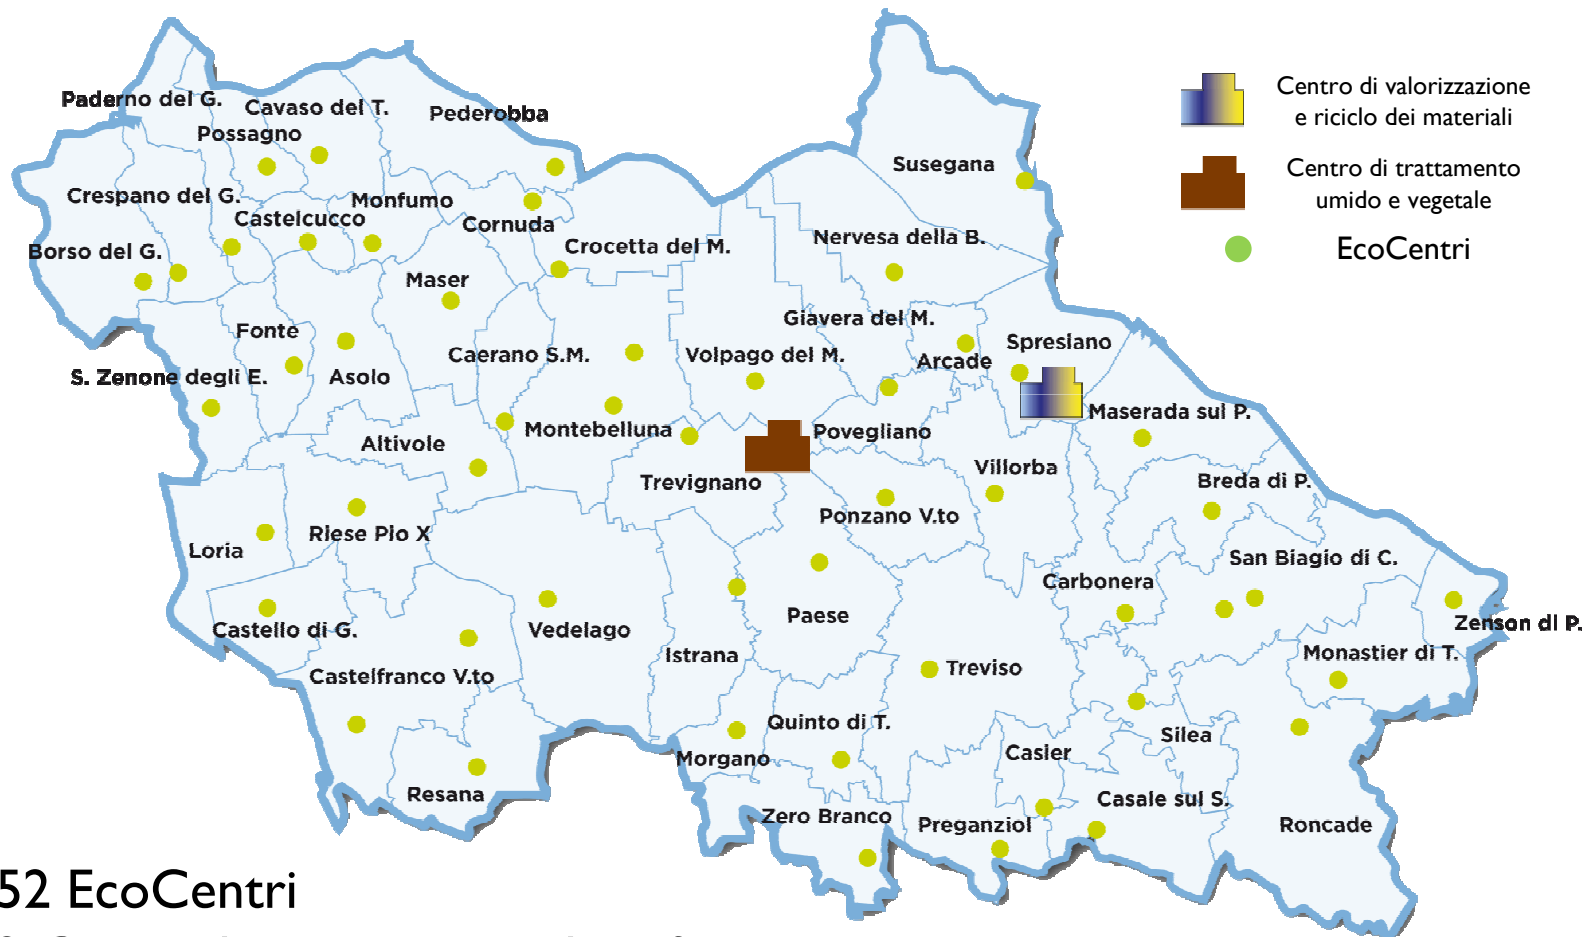 Paderno del G.
Cavaso del T.
Pederobba
Possagno
Susegana
Crespano del G.
Monfumo
Castelcucco
Cornuda
Borso del G.
Crocetta del M.
Nervesa della B.
Maser
Giavera del M.
Fonte
Caerano S.M.
Volpago del M.
Arcade
Spresiano
S. Zenone degli E.
Asolo
Maserada sul P.
Altivole
Montebelluna
Povegliano
Villorba
Trevignano
Breda di P.
Ponzano V.to
Riese Pio X
Loria
San Biagio di C.
Carbonera
Castello di G.
Vedelago
Paese
Zenson di P.
Istrana
Monastier di T.
Castelfranco V.to
Treviso
Quinto di T.
Silea
Morgano
Casier
Resana
Casale sul S.
Zero Branco
Preganziol
Roncade
Centro di valorizzazione
e riciclo dei materiali
Centro di trattamento
umido e vegetale
EcoCentri
52 EcoCentri